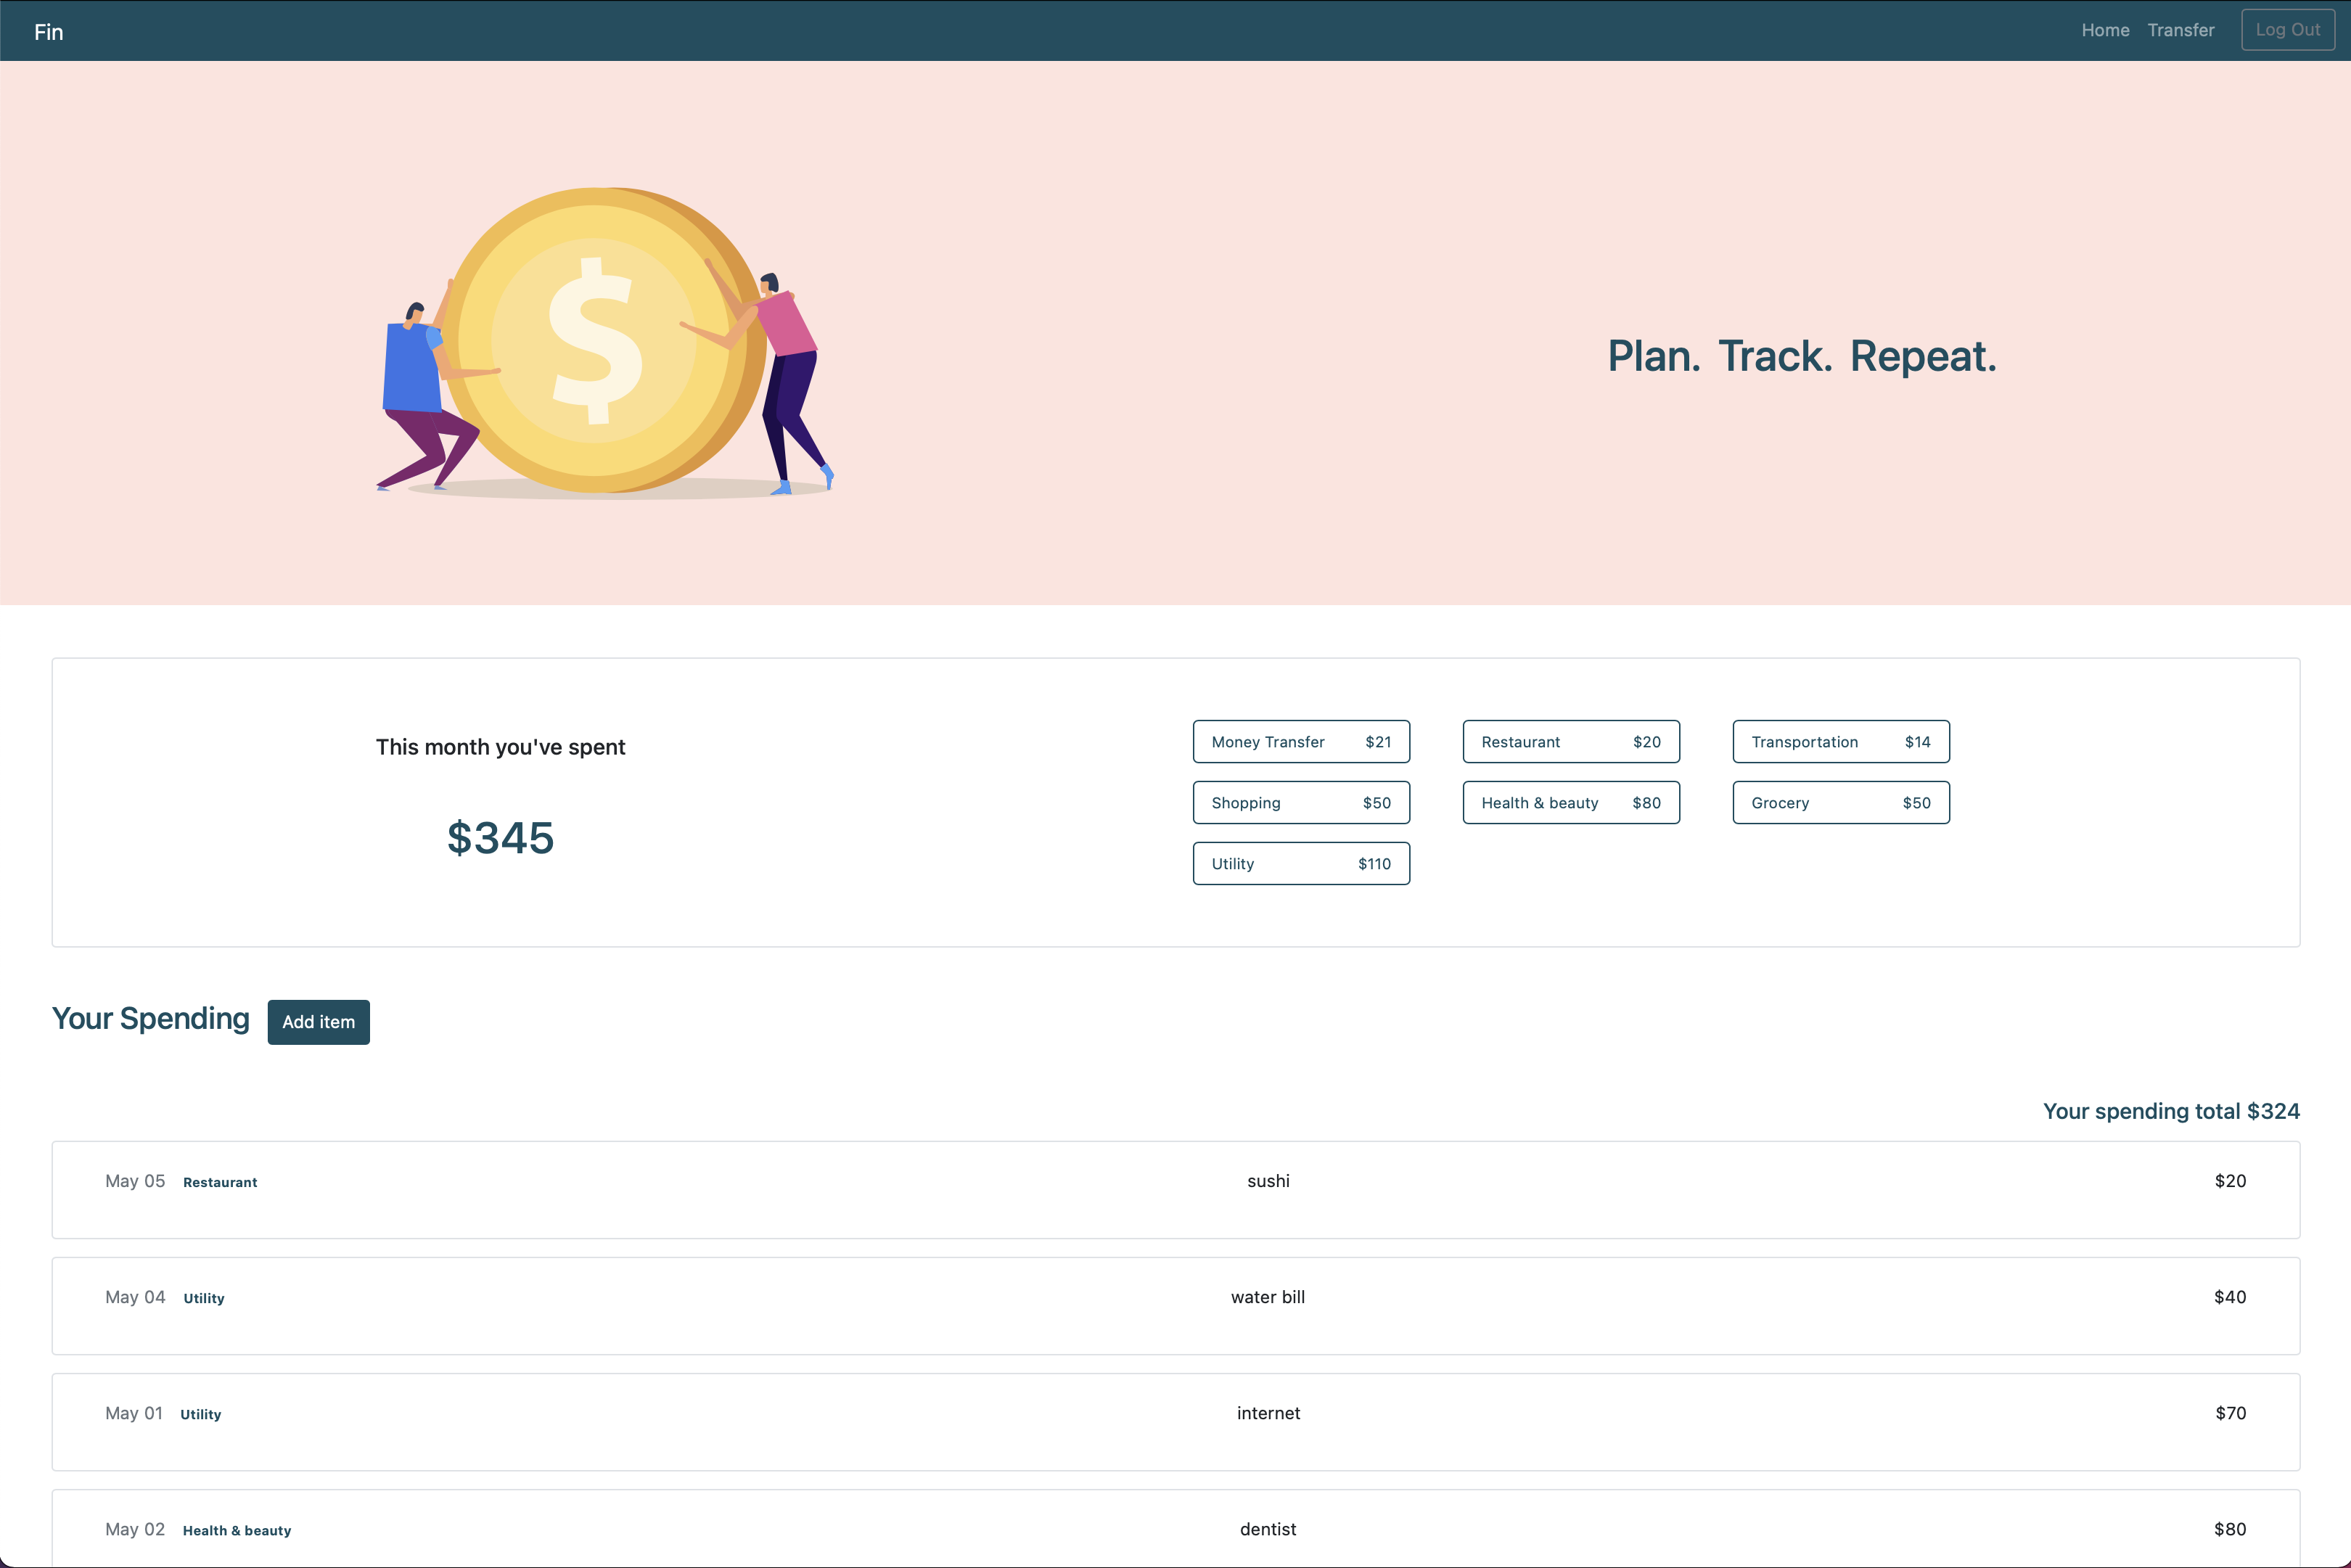 Fin
Home Transfer Log Out
$
Plan. Track. Repeat.
This month you've spent
$345
Money Transfer $21
Restaurant $20
Transportation $14
Shopping $50
Health & beauty $80
Grocery $50
Utility $110
Your Spending Add item
Your spending total $324
May 05 Restaurant sushi $20
May 04 Utility water bill $40
May 01 Utility internet $70
May 02 Health & beauty dentist $80